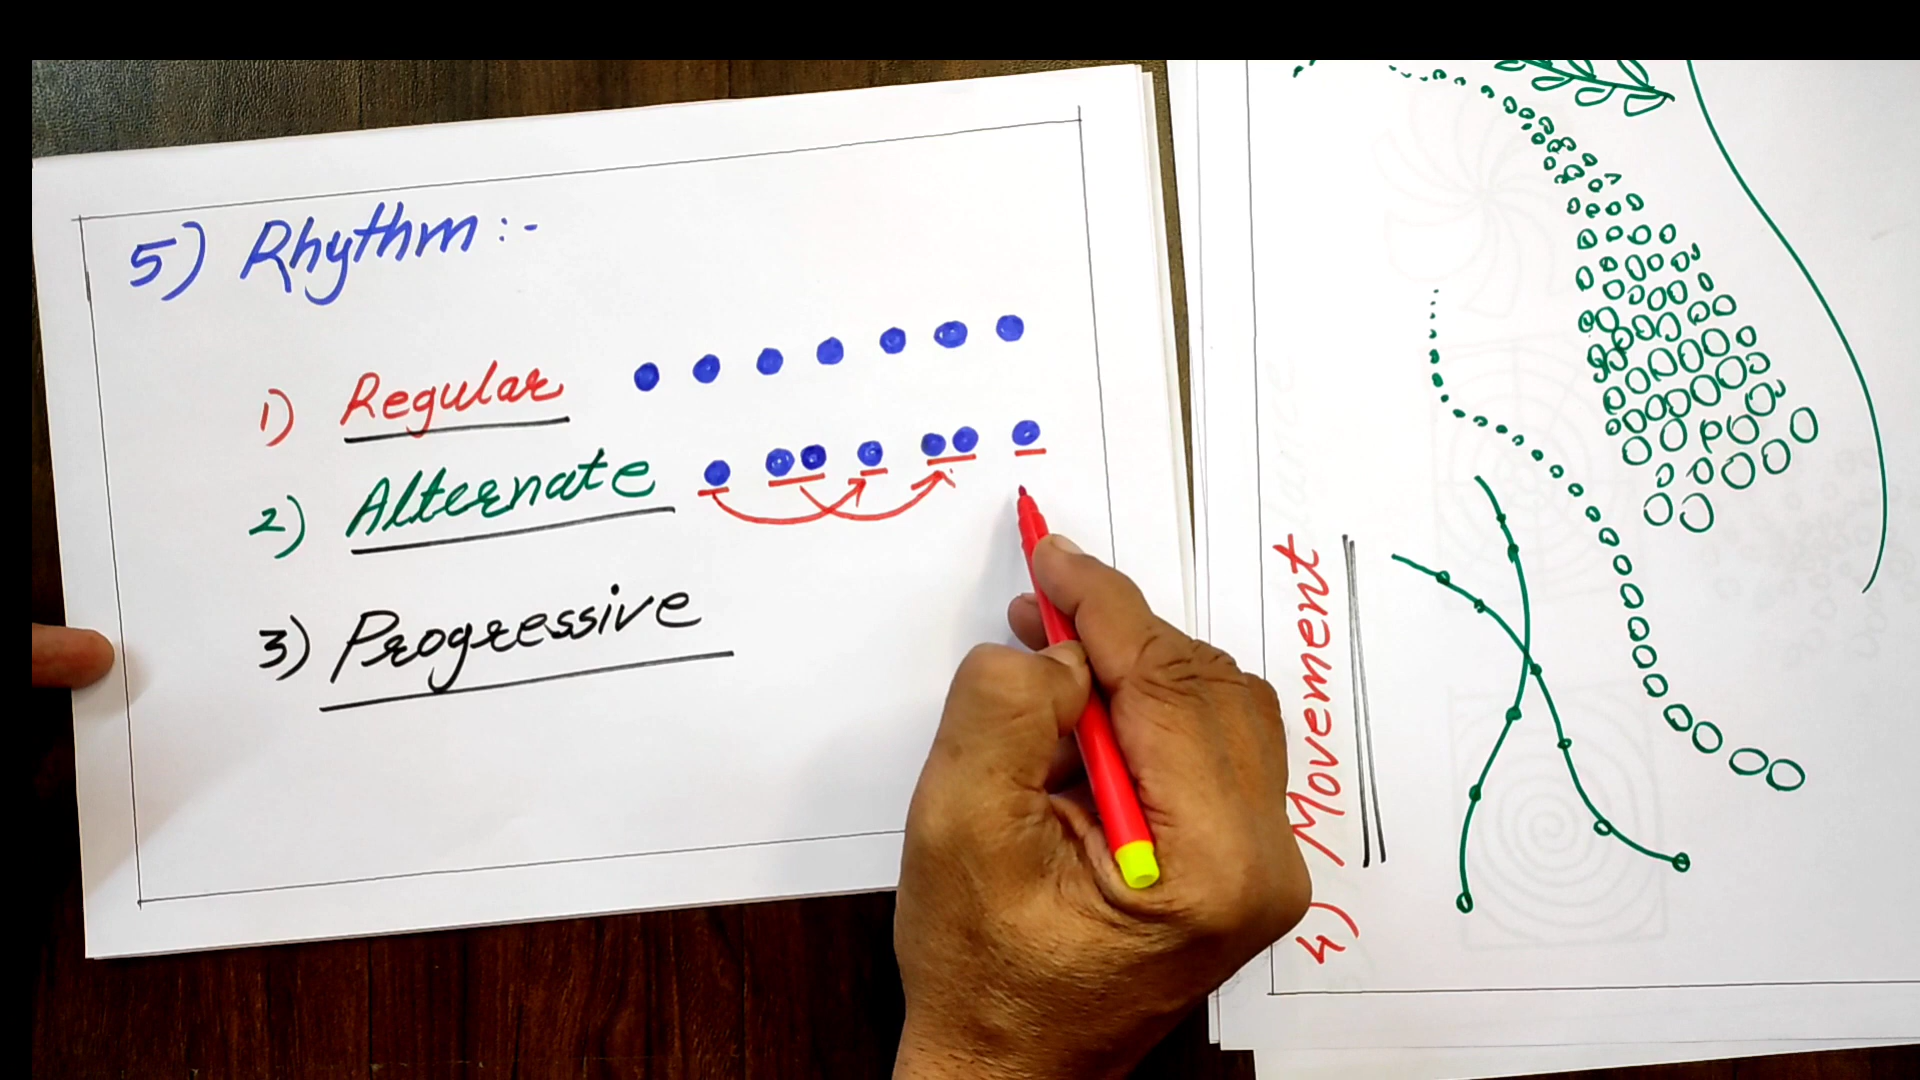 5) Rhythm :-
1) Regular
2) Alternate
3) Progressive
4) Movement